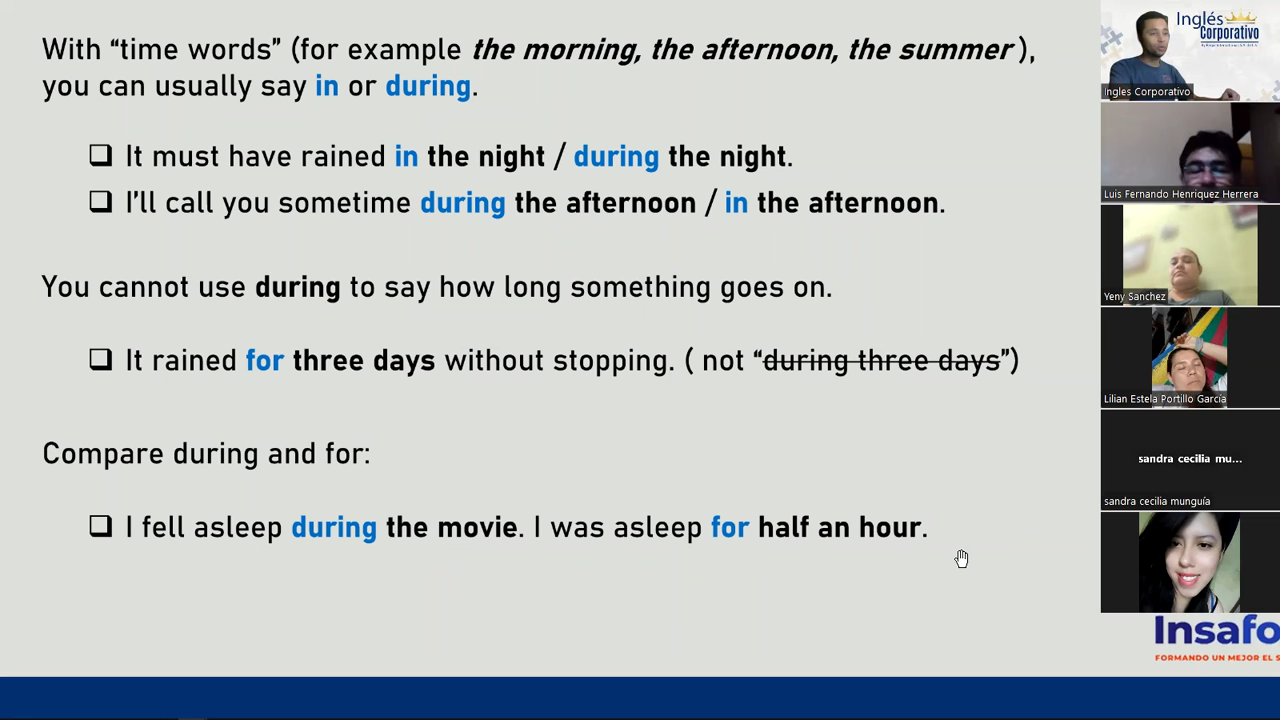 With “time words” (for example the morning, the afternoon, the summer ),
you can usually say in or during.
❑ It must have rained in the night / during the night.
❑ I’ll call you sometime during the afternoon / in the afternoon.
You cannot use during to say how long something goes on.
❑ It rained for three days without stopping. ( not “during three days”)
Compare during and for:
❑ I fell asleep during the movie. I was asleep for half an hour.
Inglés
Corporativo
Ingles Corporativo
Luis Fernando Henriquez Herrera
Yeny Sanchez
Lilian Estela Portillo García
sandra cecilia mu...
sandra cecilia munguía
Insafo
FORMANDO UN MEJOR EL S